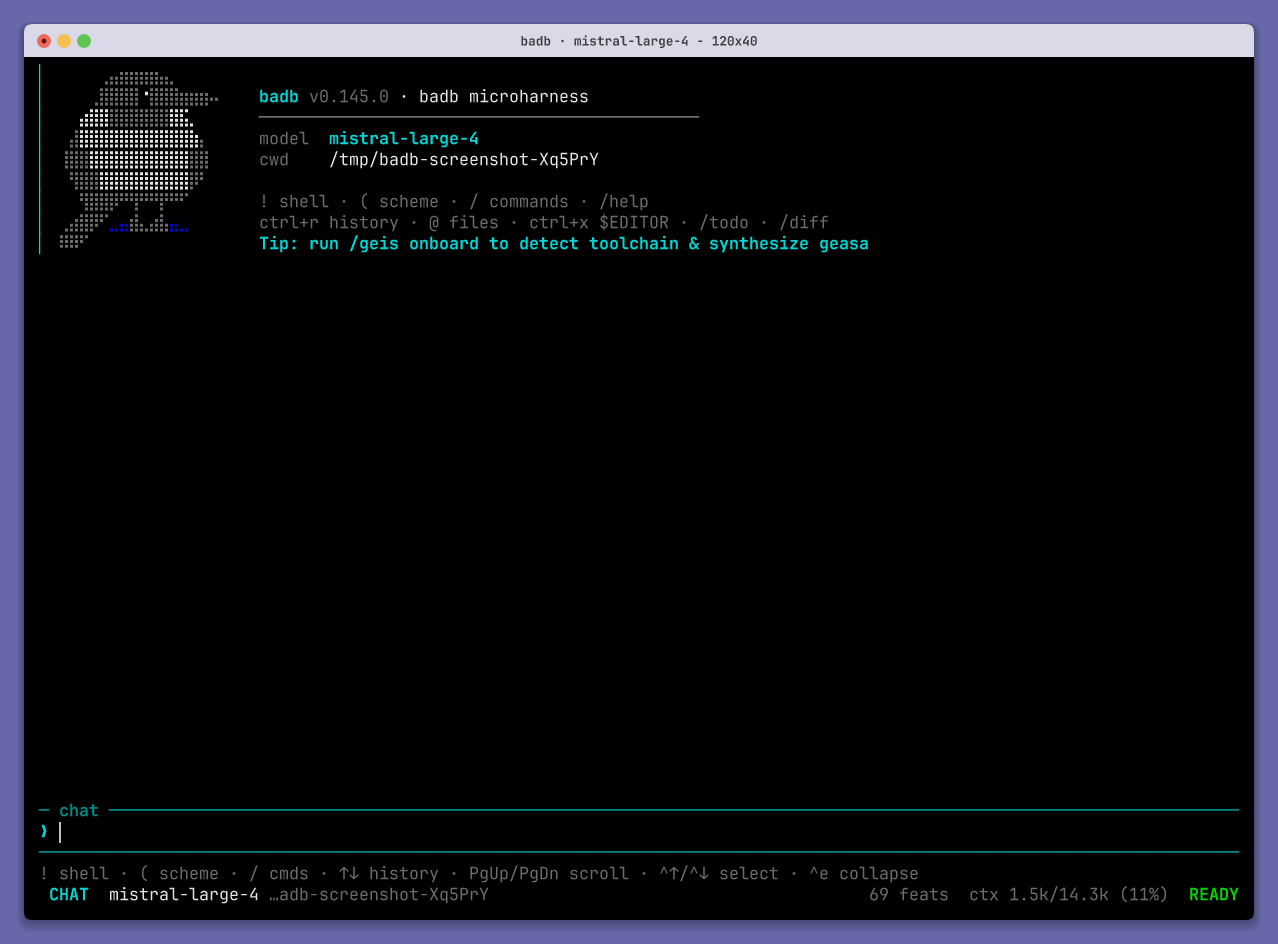 badb · mistral-large-4 - 120x40
badb v0.145.0 · badb microharness
model mistral-large-4
cwd /tmp/badb-screenshot-Xq5PrY
! shell · ( scheme · / commands · /help
ctrl+r history · @ files · ctrl+x $EDITOR · /todo · /diff
Tip: run /geis onboard to detect toolchain & synthesize geasa
chat
❯
! shell · ( scheme · / cmds · ↑↓ history · PgUp/PgDn scroll · ^↑/^↓ select · ^e collapse
CHAT mistral-large-4 …adb-screenshot-Xq5PrY 69 feats ctx 1.5k/14.3k (11%) READY